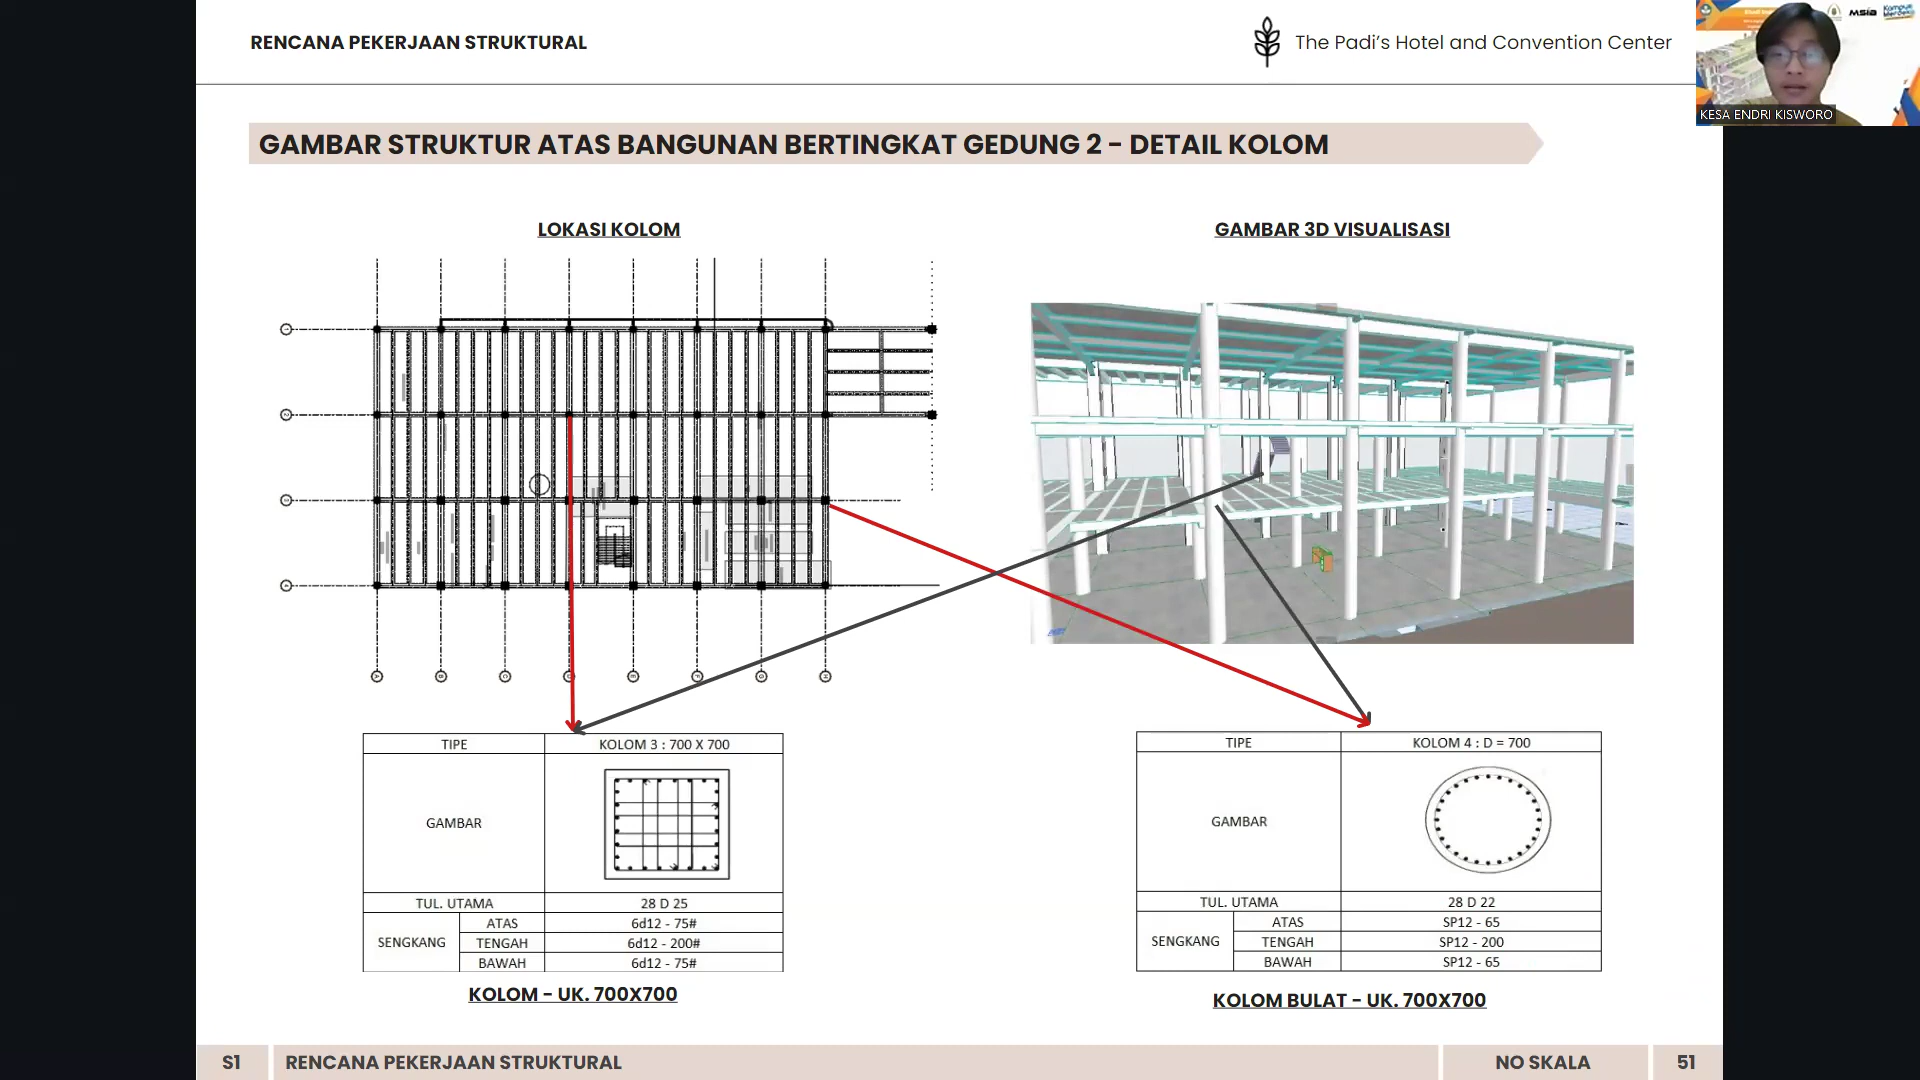 RENCANA PEKERJAAN STRUKTURAL
The Padi's Hotel and Convention Center
MSIB
KESA ENDRI KISWORO
GAMBAR STRUKTUR ATAS BANGUNAN BERTINGKAT GEDUNG 2 - DETAIL KOLOM
LOKASI KOLOM
GAMBAR 3D VISUALISASI
TIPE
KOLOM 3 : 700 X 700
GAMBAR
TUL. UTAMA
28 D 25
SENGKANG
ATAS
6d12 - 75#
TENGAH
6d12 - 200#
BAWAH
6d12 - 75#
KOLOM - UK. 700X700
TIPE
KOLOM 4 : D = 700
GAMBAR
TUL. UTAMA
28 D 22
SENGKANG
ATAS
SP12 - 65
TENGAH
SP12 - 200
BAWAH
SP12 - 65
KOLOM BULAT - UK. 700X700
S1
RENCANA PEKERJAAN STRUKTURAL
NO SKALA
51